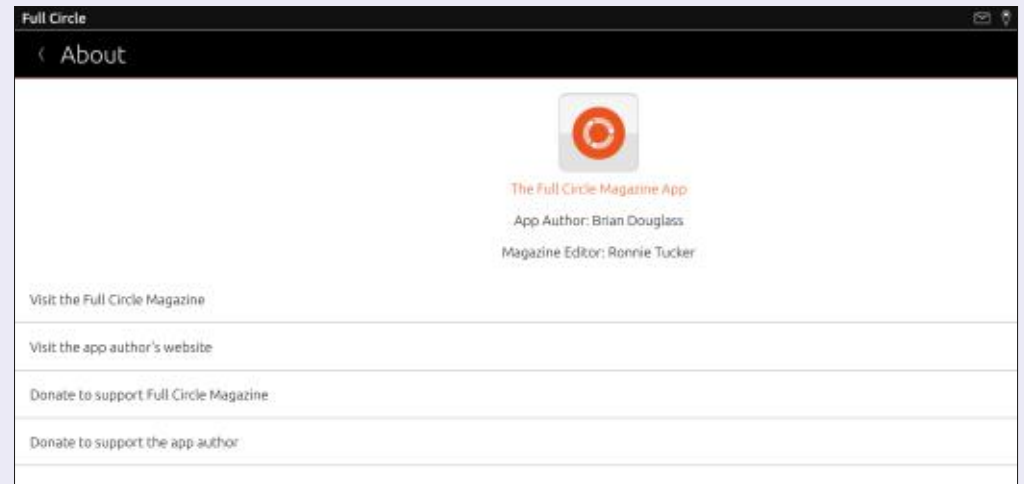 Full Circle
About
The Full Circle Magazine App
App Author: Brian Douglass
Magazine Editor: Ronnie Tucker
Visit the Full Circle Magazine
Visit the app author's website
Donate to support Full Circle Magazine
Donate to support the app author